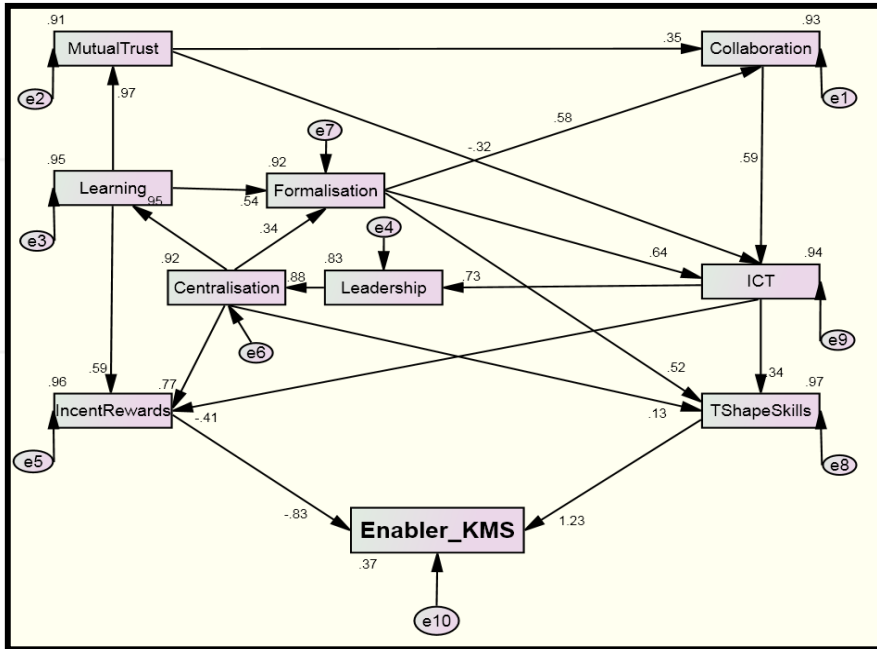 .91
.93
MutualTrust
.35
Collaboration
e2
.97
e7
.58
e1
-.32
.95
.92
.59
Learning
.95
.54
Formalisation
e3
.34
e4
.92
.83
.64
.94
Centralisation
.88
Leadership
.73
ICT
e6
e9
.96
.59
.77
.52
.34
.97
IncentRewards
-.41
.13
TShapeSkills
e5
e8
-.83
Enabler_KMS
1.23
.37
e10